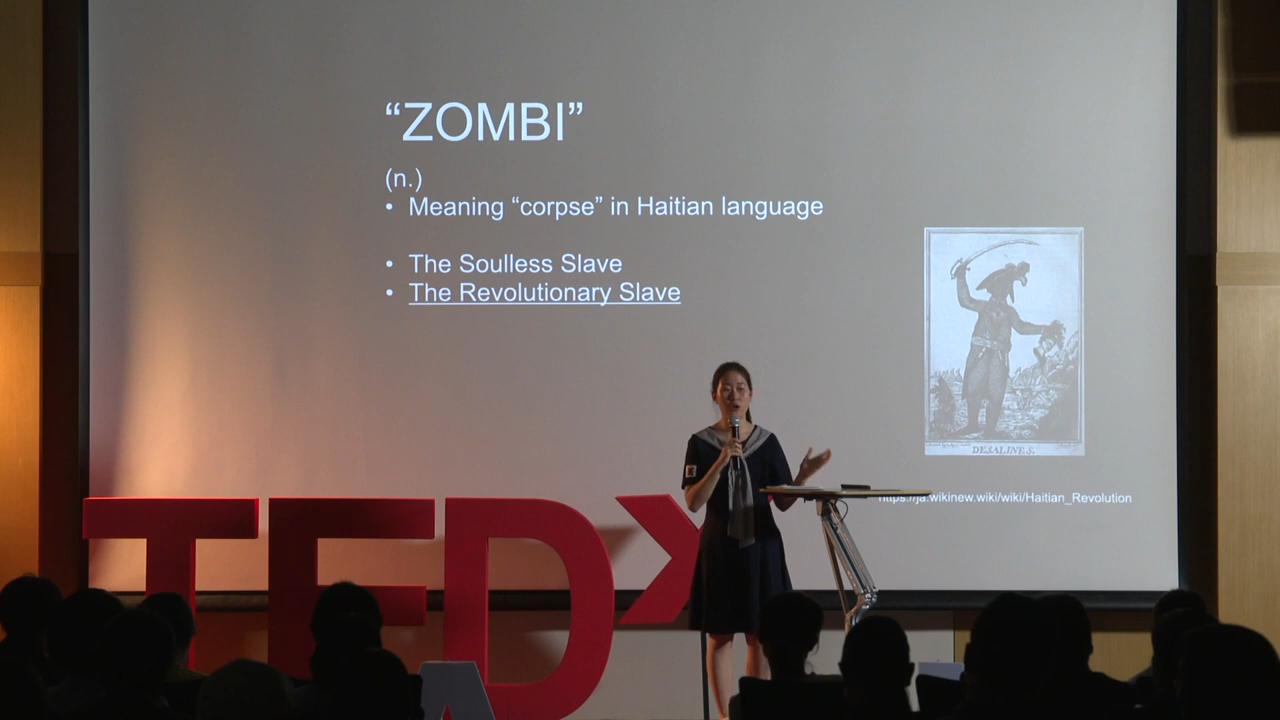 “ZOMBI”
(n.)
• Meaning “corpse” in Haitian language
• The Soulless Slave
• The Revolutionary Slave
DESALINES.
https://ja.wikinew.wiki/wiki/Haitian_Revolution
TEDx